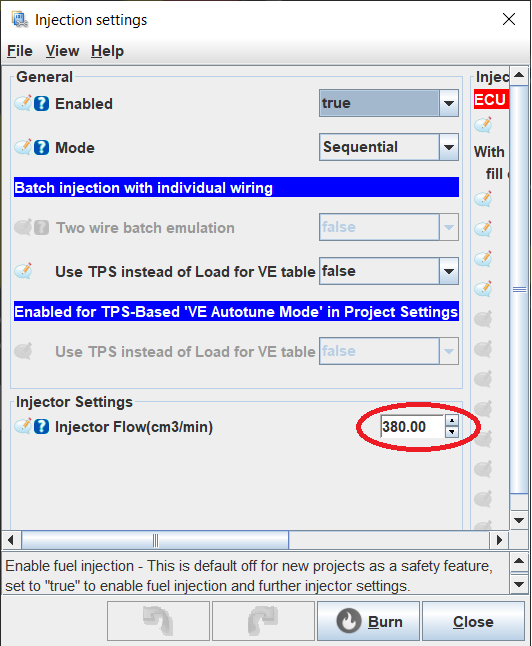 Injection settings
File View Help
General
Enabled
true
Mode
Sequential
Batch injection with individual wiring
Two wire batch emulation
false
Use TPS instead of Load for VE table
false
Enabled for TPS-Based 'VE Autotune Mode' in Project Settings
Use TPS instead of Load for VE table
false
Injector Settings
Injector Flow(cm3/min)
380.00
Injec
ECU
With
fill
Enable fuel injection - This is default off for new projects as a safety feature,
set to "true" to enable fuel injection and further injector settings.
Burn
Close